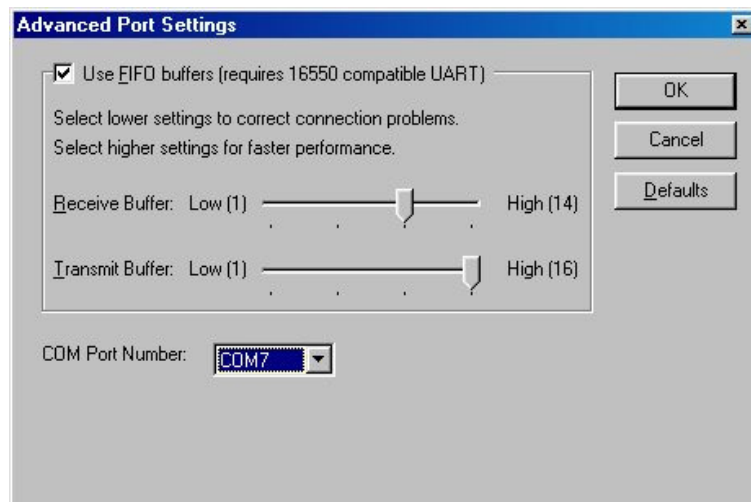 Advanced Port Settings
Use FIFO buffers (requires 16550 compatible UART)
Select lower settings to correct connection problems.
Select higher settings for faster performance.
Receive Buffer: Low (1) High (14)
Transmit Buffer: Low (1) High (16)
COM Port Number: COM7
OK
Cancel
Defaults